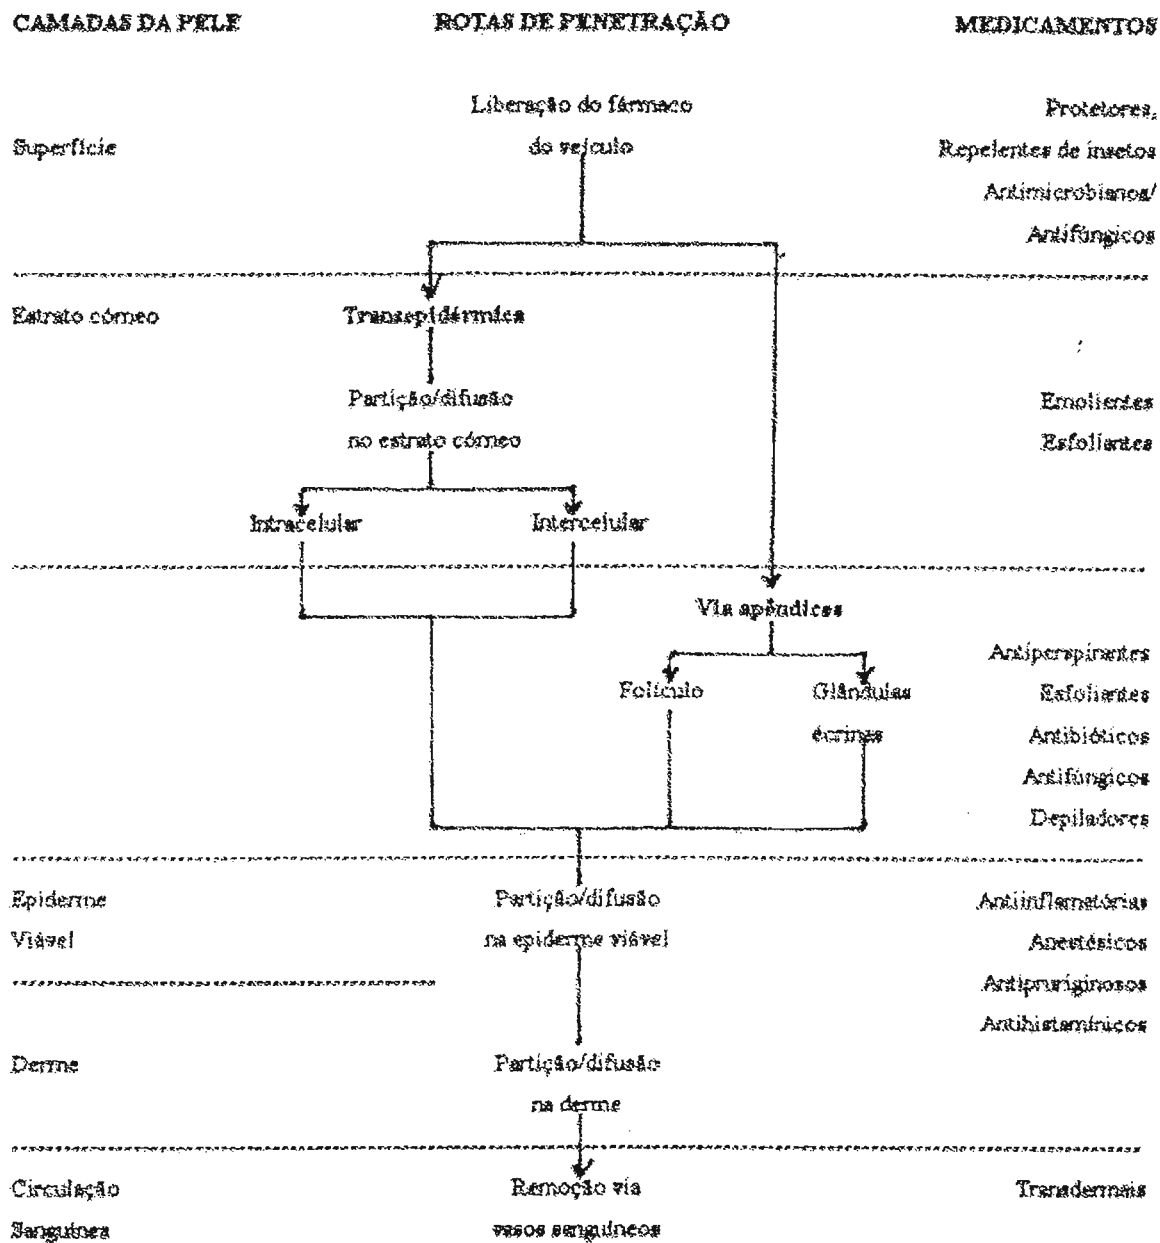 CAMADAS DA PELE ROTAS DE PENETRAÇÃO MEDICAMENTOS
Liberação do fármaco Protetores,
Superfície do veículo Repelentes de insetos
Antimicrobianos/
Antifúngicos
Estrato córneo Transepidérmica
Partição/difusão Emolientes
no estrato córneo Esfoliantes
Intracelular Intercelular
Via apêndices
Antiperspirantes
Folículo Glândulas Esfoliantes
écrinas Antibióticos
Antifúngicos
Depiladores
Epiderme Partição/difusão Antiinflamatórias
Viável na epiderme viável Anestésicos
Antipruriginosos
Antihistamínicos
Derme Partição/difusão
na derme
Circulação Remoção via Transdermais
Sanguínea vasos sanguíneos